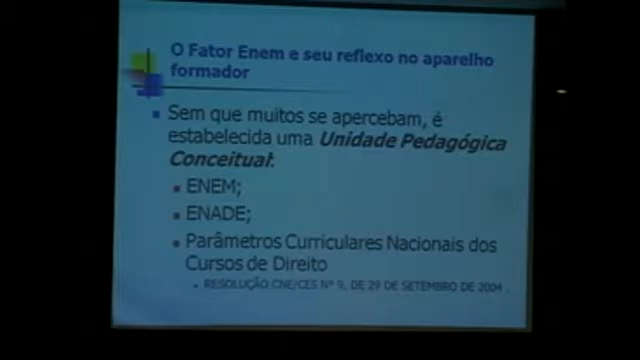 O Fator Enem e seu reflexo no aparelho
formador
Sem que muitos se apercebam, é
estabelecida uma Unidade Pedagógica
Conceitual:
ENEM;
ENADE;
Parâmetros Curriculares Nacionais dos
Cursos de Direito
RESOLUÇÃO CNE/CES N° 9, DE 29 DE SETEMBRO DE 2004